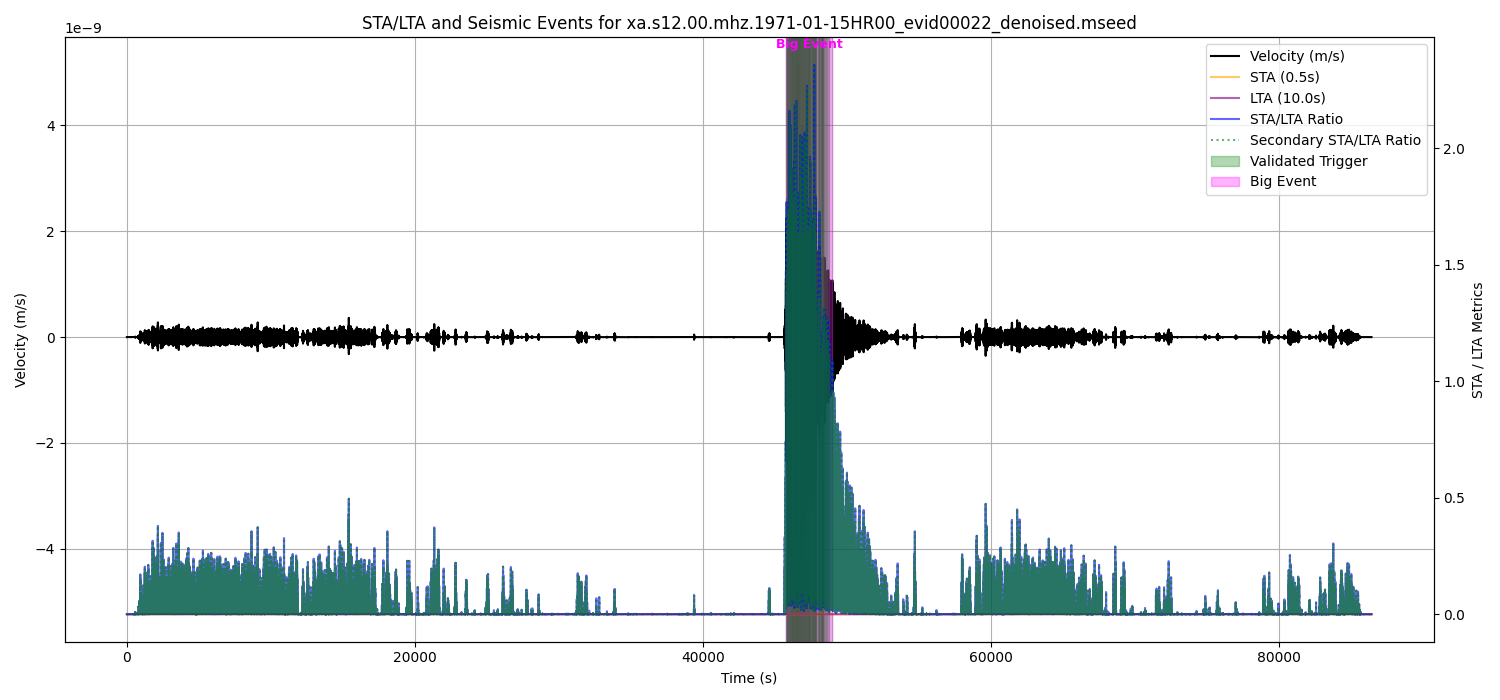 STA/LTA and Seismic Events for xa.s12.00.mhz.1971-01-15HR00_evid00022_denoised.mseed
1e−9
Big Event
Velocity (m/s)
STA (0.5s)
LTA (10.0s)
STA/LTA Ratio
Secondary STA/LTA Ratio
Validated Trigger
Big Event
4
2
0
−2
−4
Velocity (m/s)
2.0
1.5
1.0
0.5
0.0
STA / LTA Metrics
0
20000
40000
60000
80000
Time (s)